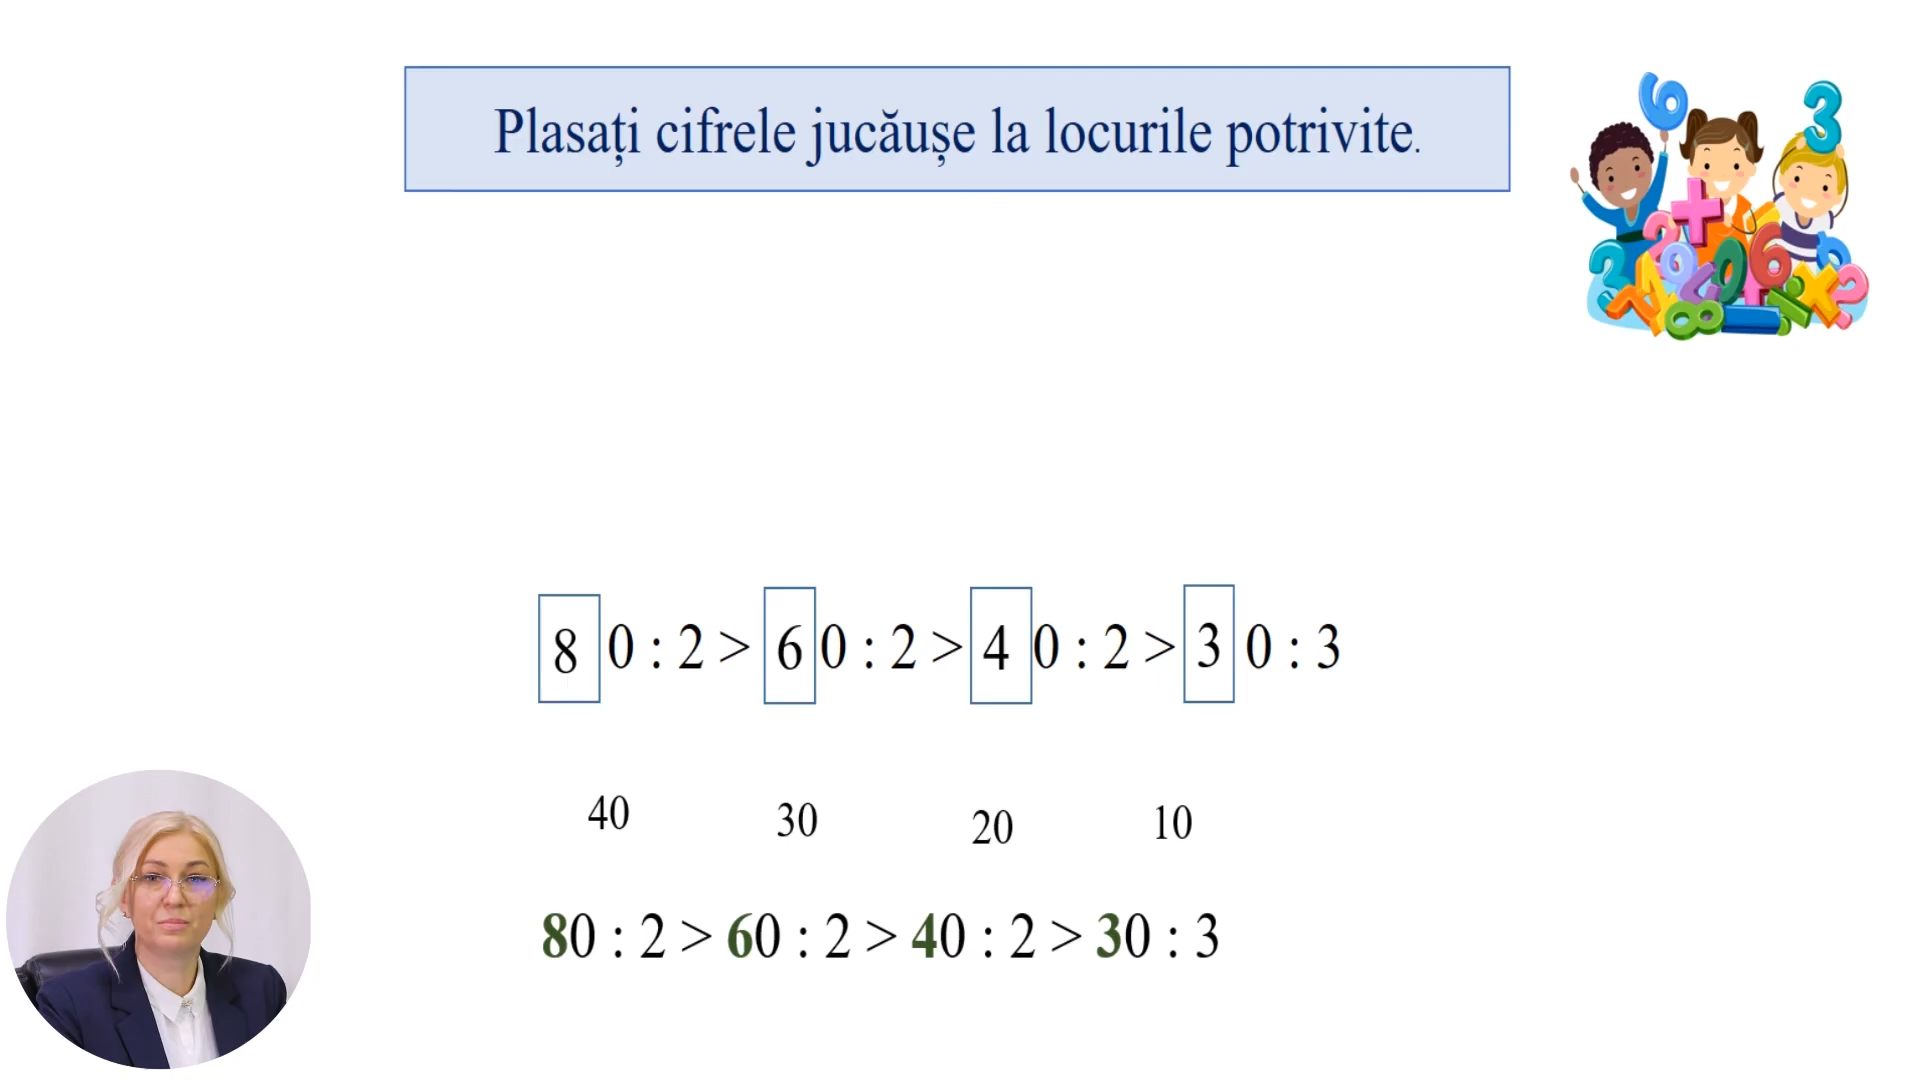 Plasați cifrele jucăușe la locurile potrivite.
8 0 : 2 > 6 0 : 2 > 4 0 : 2 > 3 0 : 3
40 30 20 10
80 : 2 > 60 : 2 > 40 : 2 > 30 : 3